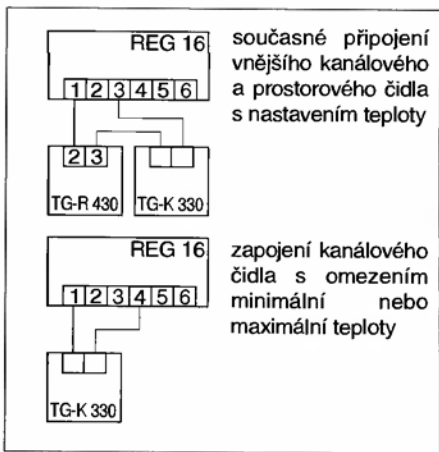 REG 16
1 2 3 4 5 6
2 3
TG-R 430 TG-K 330
současné připojení
vnějšího kanálového
a prostorového čidla
s nastavením teploty
REG 16
1 2 3 4 5 6
TG-K 330
zapojení kanálového
čidla s omezením
minimální nebo
maximální teploty